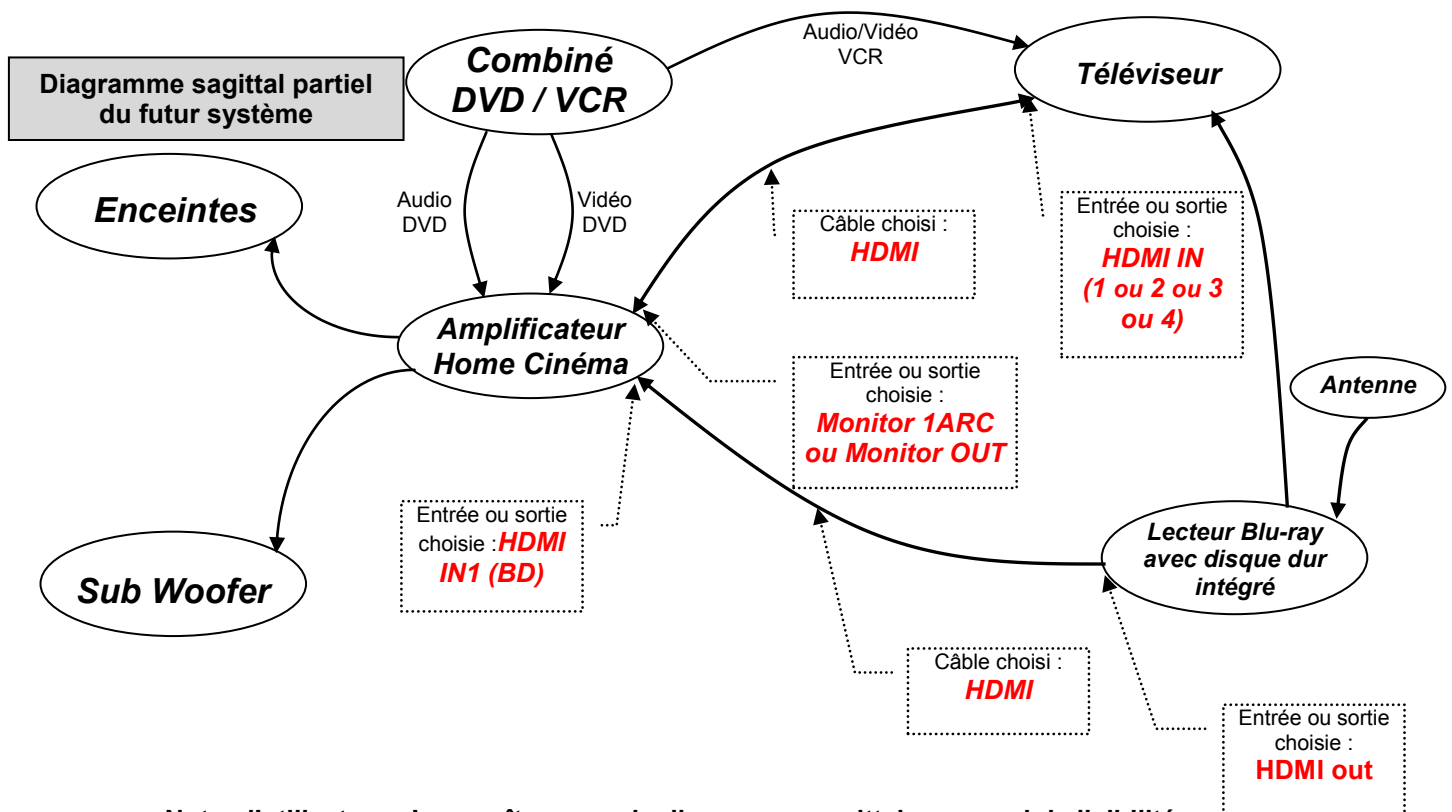 Diagramme sagittal partiel
du futur système
Combiné
DVD / VCR
Audio/Vidéo
VCR
Téléviseur
Enceintes
Audio
DVD
Vidéo
DVD
Câble choisi :
HDMI
Entrée ou sortie
choisie :
HDMI IN
(1 ou 2 ou 3
ou 4)
Amplificateur
Home Cinéma
Entrée ou sortie
choisie :
Monitor 1ARC
ou Monitor OUT
Antenne
Entrée ou sortie
choisie :HDMI
IN1 (BD)
Lecteur Blu-ray
avec disque dur
intégré
Sub Woofer
Câble choisi :
HDMI
Entrée ou sortie
choisie :
HDMI out